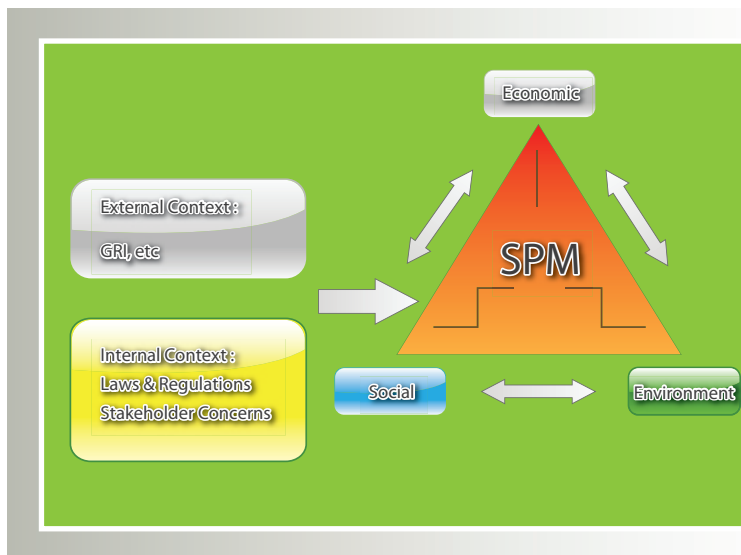 Economic
External Context :
GRI, etc
SPM
Internal Context :
Laws & Regulations
Stakeholder Concerns
Social
Environment